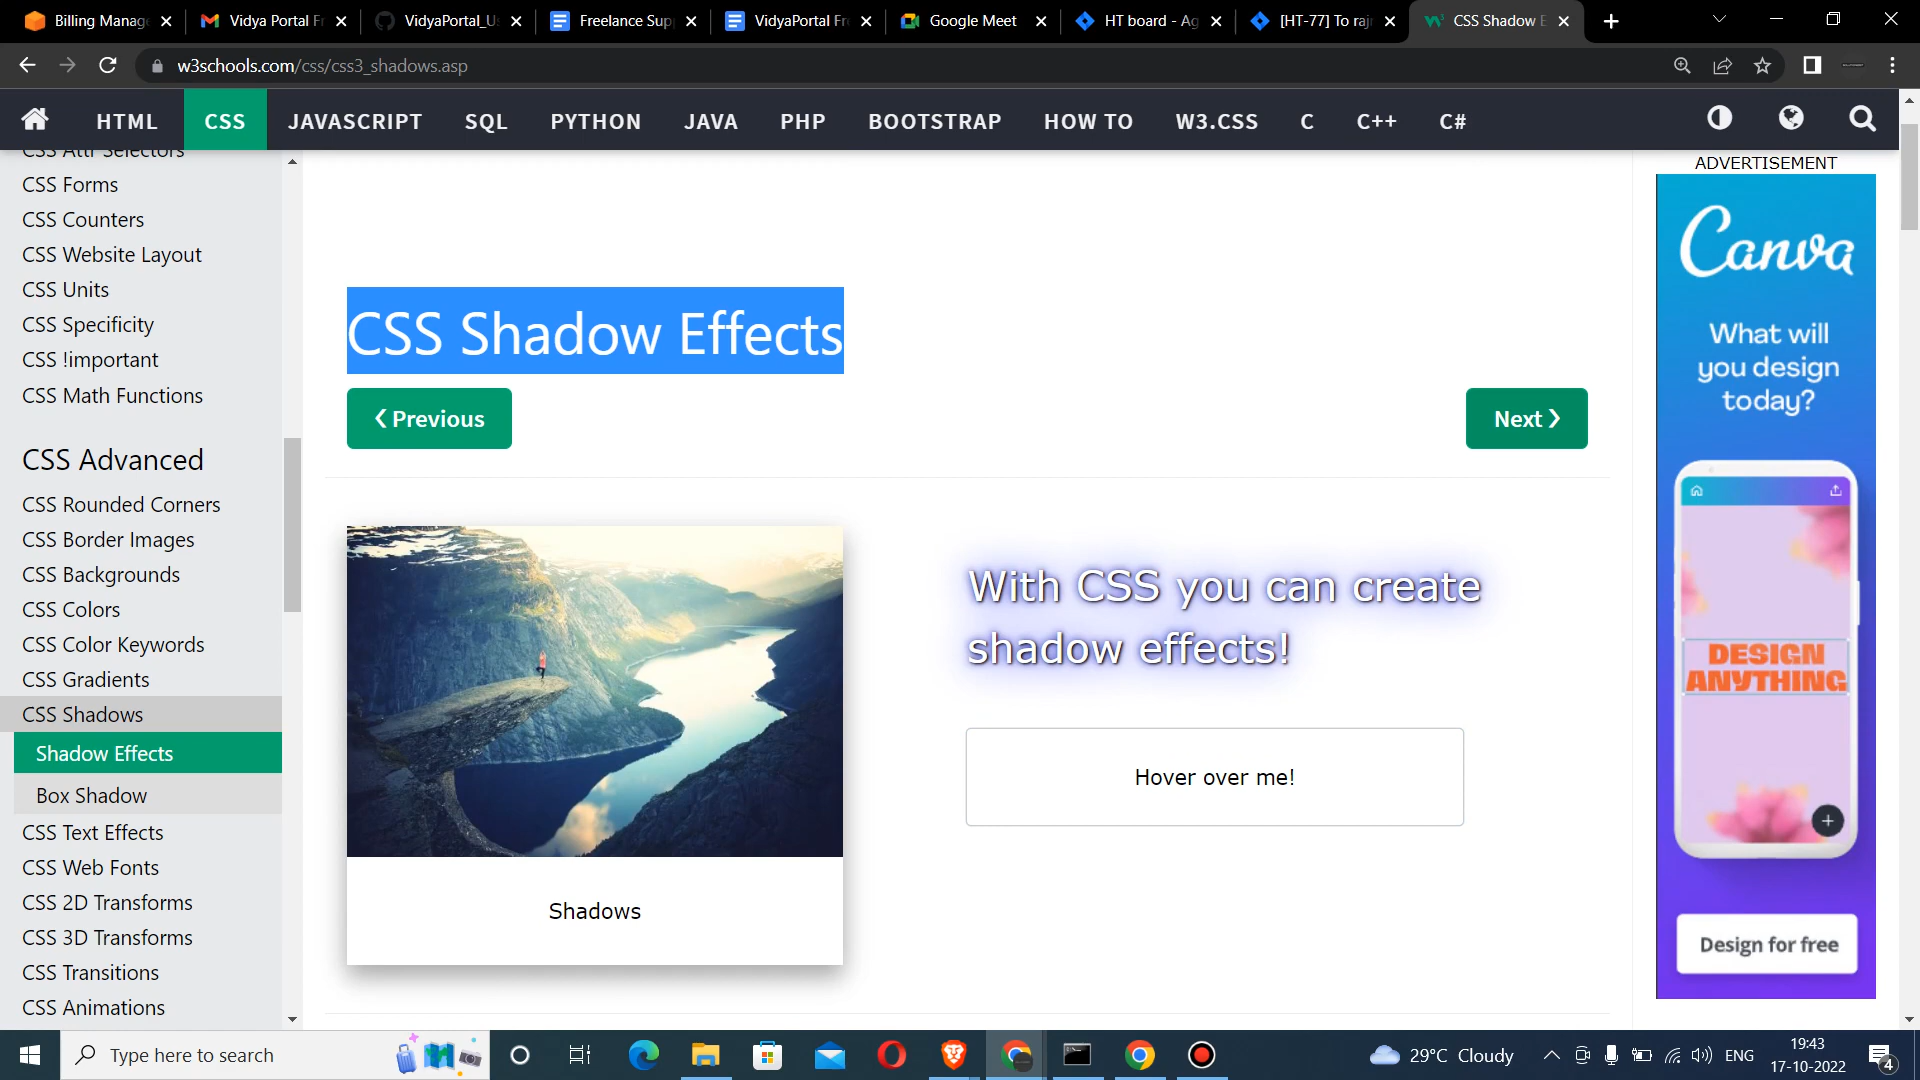 Billing Manage
Vidya Portal Fr
VidyaPortal_Us
Freelance Sup
VidyaPortal Fr
Google Meet
HT board - Ag
[HT-77] To raj
CSS Shadow E
w3schools.com/css/css3_shadows.asp
HTML
CSS
JAVASCRIPT
SQL
PYTHON
JAVA
PHP
BOOTSTRAP
HOW TO
W3.CSS
C
C++
C#
CSS Attr Selectors
CSS Forms
CSS Counters
CSS Website Layout
CSS Units
CSS Specificity
CSS !important
CSS Math Functions
CSS Advanced
CSS Rounded Corners
CSS Border Images
CSS Backgrounds
CSS Colors
CSS Color Keywords
CSS Gradients
CSS Shadows
Shadow Effects
Box Shadow
CSS Text Effects
CSS Web Fonts
CSS 2D Transforms
CSS 3D Transforms
CSS Transitions
CSS Animations
CSS Shadow Effects
❮ Previous
Next ❯
Shadows
With CSS you can create
shadow effects!
Hover over me!
ADVERTISEMENT
Canva
What will
you design
today?
DESIGN
ANYTHING
Design for free
Type here to search
29°C Cloudy
ENG
19:43
17-10-2022
4